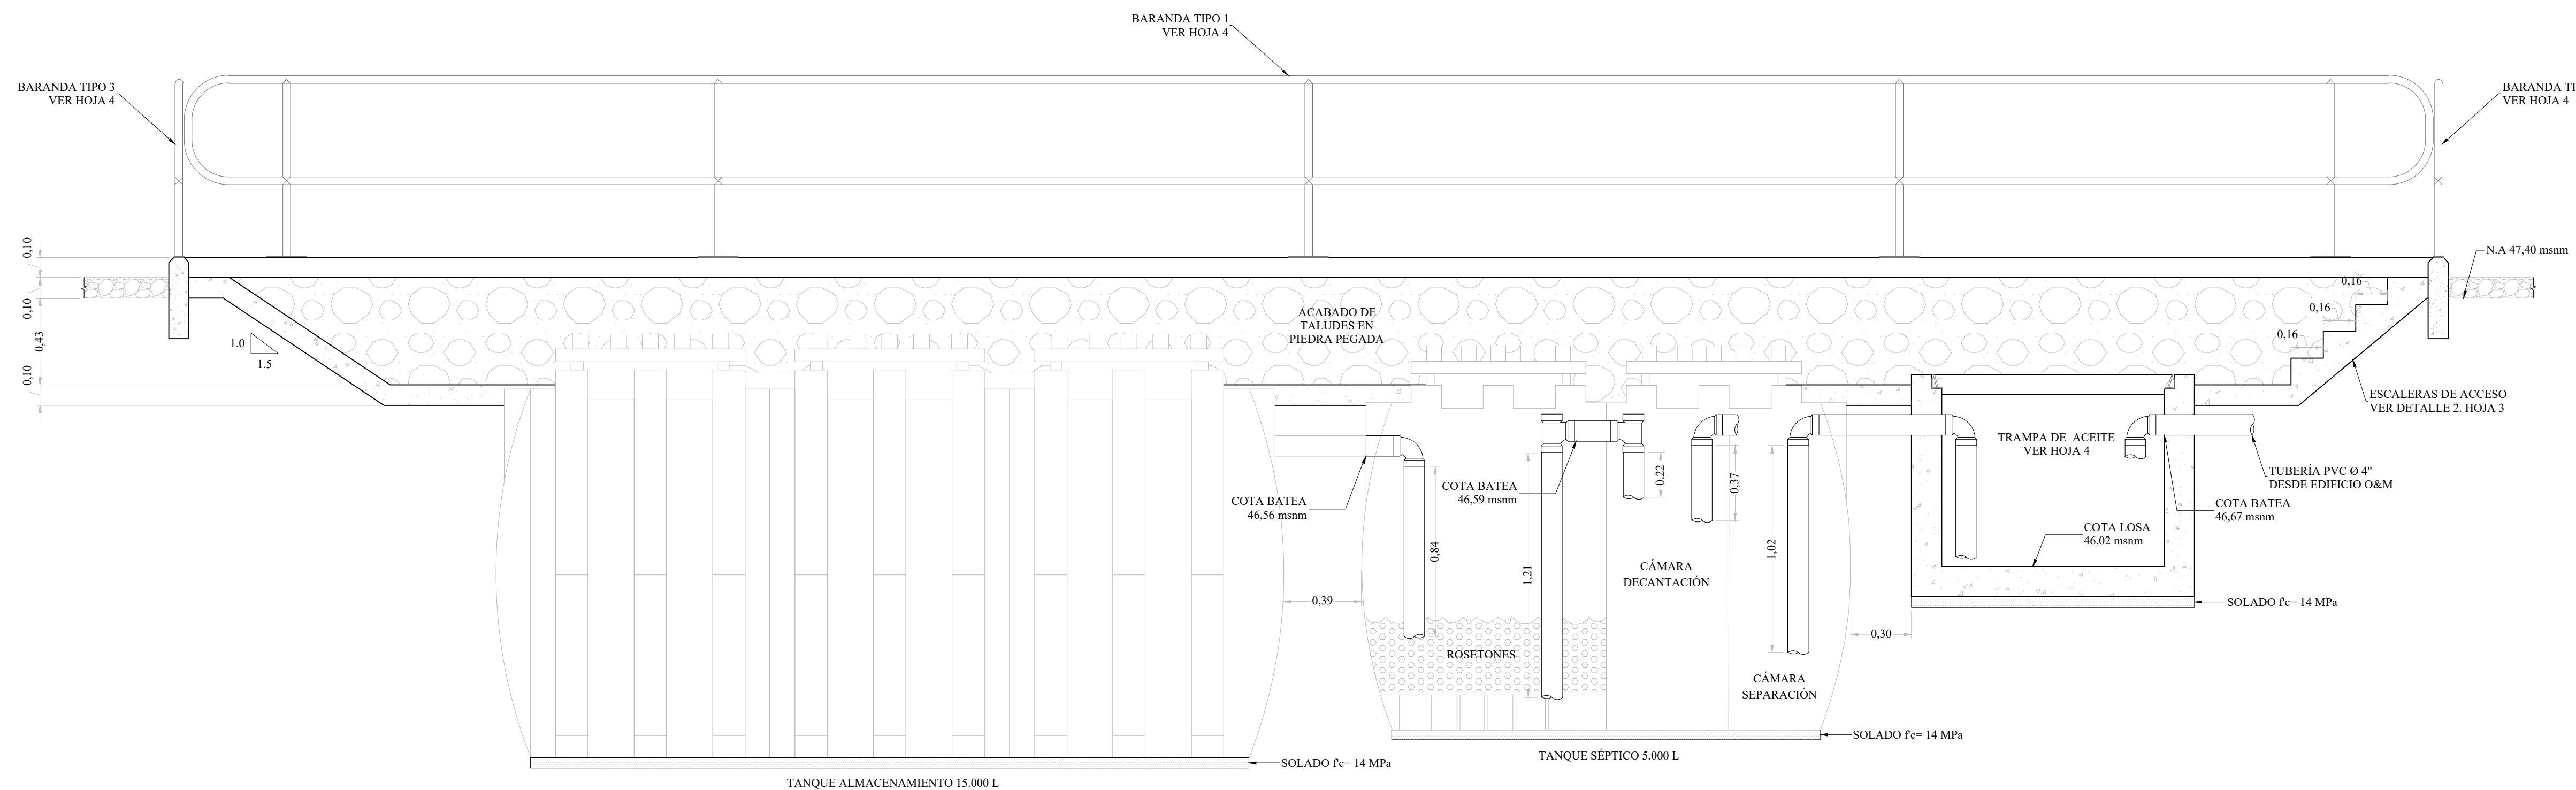 BARANDA TIPO 1
VER HOJA 4
BARANDA TIPO 3
VER HOJA 4
BARANDA TI
VER HOJA 4
0,10
0,10
0,43
0,10
1.0
1.5
N.A 47,40 msnm
0,16
0,16
0,16
ACABADO DE
TALUDES EN
PIEDRA PEGADA
ESCALERAS DE ACCESO
VER DETALLE 2. HOJA 3
TRAMPA DE ACEITE
VER HOJA 4
TUBERÍA PVC Ø 4"
DESDE EDIFICIO O&M
COTA BATEA
46,56 msnm
COTA BATEA
46,59 msnm
0,22
0,37
COTA BATEA
46,67 msnm
COTA LOSA
46,02 msnm
0,84
1,21
1,02
CÁMARA
DECANTACIÓN
0,39
SOLADO f'c= 14 MPa
0,30
ROSETONES
CÁMARA
SEPARACIÓN
SOLADO f'c= 14 MPa
TANQUE SÉPTICO 5.000 L
SOLADO f'c= 14 MPa
TANQUE ALMACENAMIENTO 15.000 L